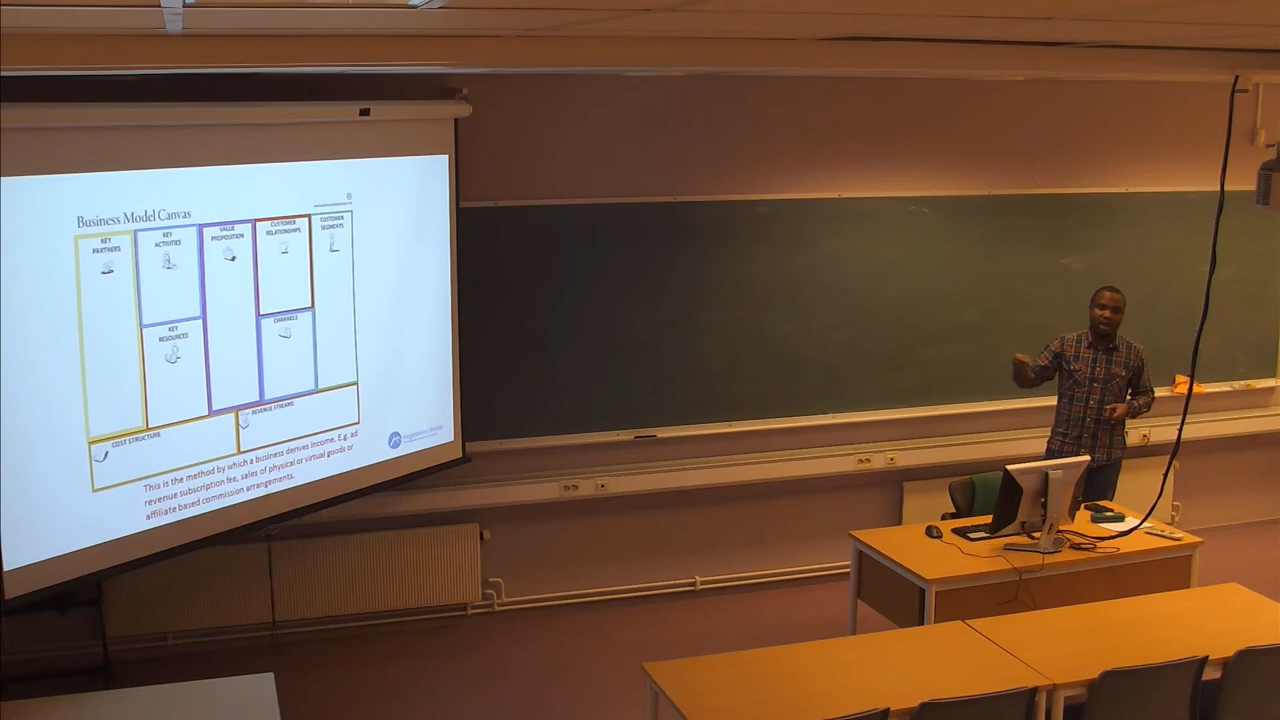 Business Model Canvas
KEY
PARTNERS
KEY
ACTIVITIES
VALUE
PROPOSITION
CUSTOMER
RELATIONSHIPS
CUSTOMER
SEGMENTS
KEY
RESOURCES
CHANNELS
COST STRUCTURE
REVENUE STREAMS
This is the method by which a business derives income. E.g. ad
revenue subscription fee, sales of physical or virtual goods or
affiliate based commission arrangements.